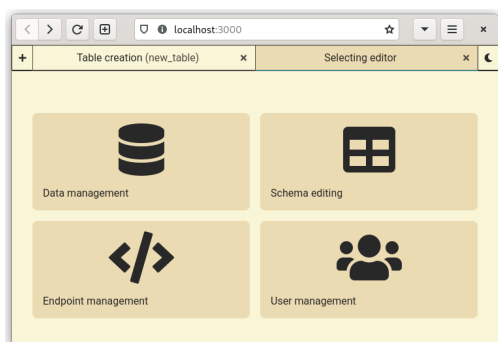 localhost:3000
Table creation (new_table)
Selecting editor
Data management
Schema editing
Endpoint management
User management